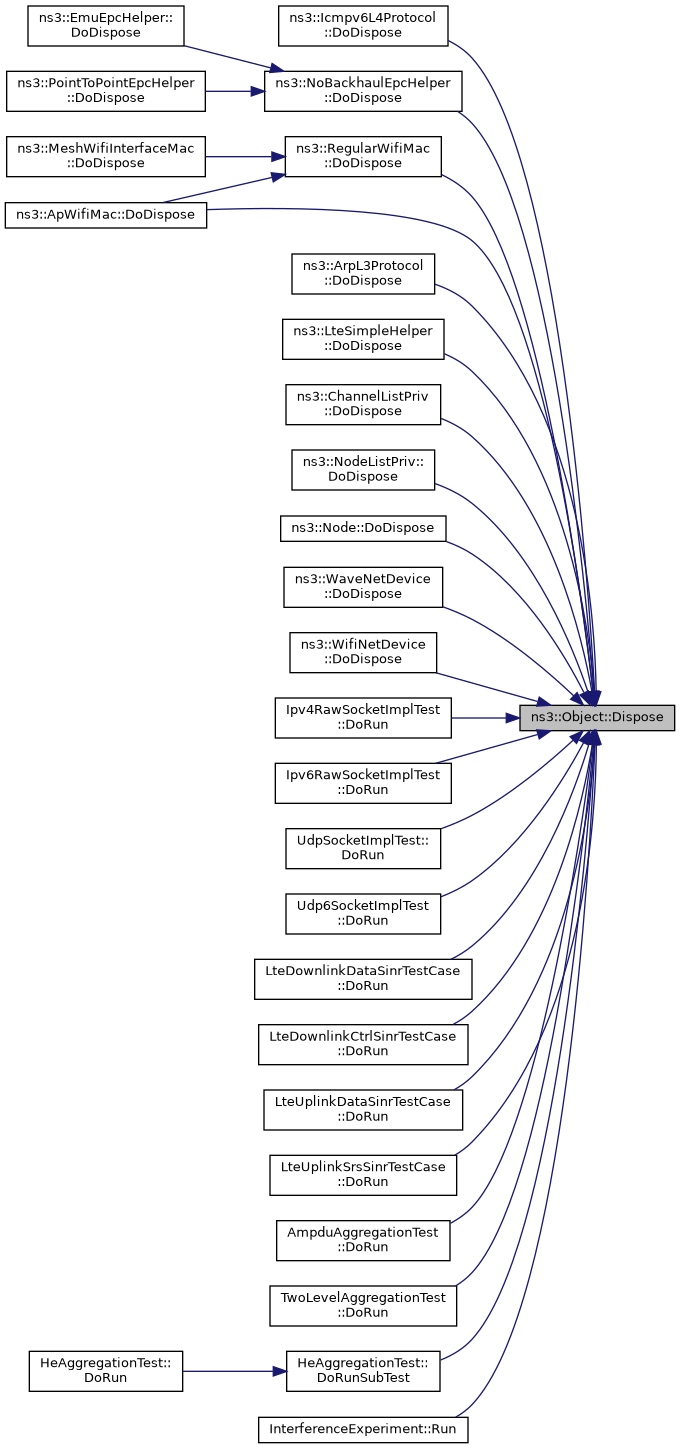 ns3::EmuEpcHelper::
DoDispose
ns3::Icmpv6L4Protocol
::DoDispose
ns3::PointToPointEpcHelper
::DoDispose
ns3::NoBackhaulEpcHelper
::DoDispose
ns3::MeshWifiInterfaceMac
::DoDispose
ns3::RegularWifiMac
::DoDispose
ns3::ApWifiMac::DoDispose
ns3::ArpL3Protocol
::DoDispose
ns3::LteSimpleHelper
::DoDispose
ns3::ChannelListPriv
::DoDispose
ns3::NodeListPriv::
DoDispose
ns3::Node::DoDispose
ns3::WaveNetDevice
::DoDispose
ns3::WifiNetDevice
::DoDispose
Ipv4RawSocketImplTest
::DoRun
ns3::Object::Dispose
Ipv6RawSocketImplTest
::DoRun
UdpSocketImplTest::
DoRun
Udp6SocketImplTest
::DoRun
LteDownlinkDataSinrTestCase
::DoRun
LteDownlinkCtrlSinrTestCase
::DoRun
LteUplinkDataSinrTestCase
::DoRun
LteUplinkSrsSinrTestCase
::DoRun
AmpduAggregationTest
::DoRun
TwoLevelAggregationTest
::DoRun
HeAggregationTest::
DoRun
HeAggregationTest::
DoRunSubTest
InterferenceExperiment::Run